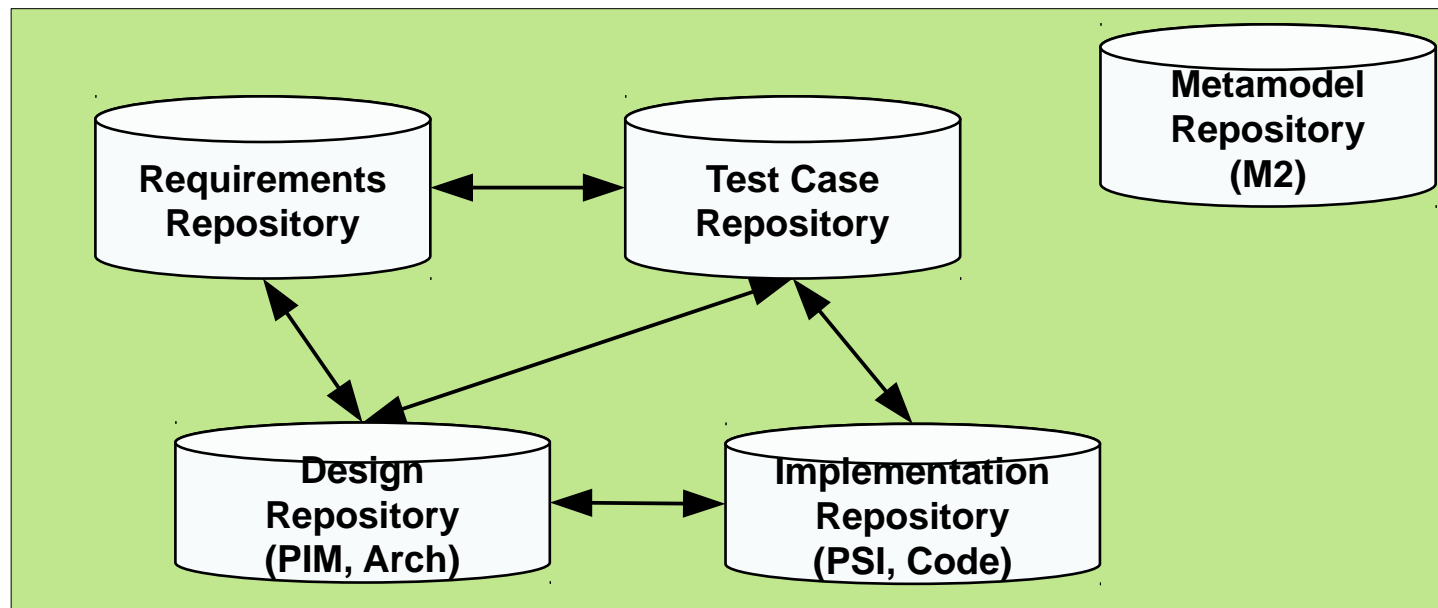 Metamodel
Repository
(M2)
Requirements
Repository
Test Case
Repository
Design
Repository
(PIM, Arch)
Implementation
Repository
(PSI, Code)